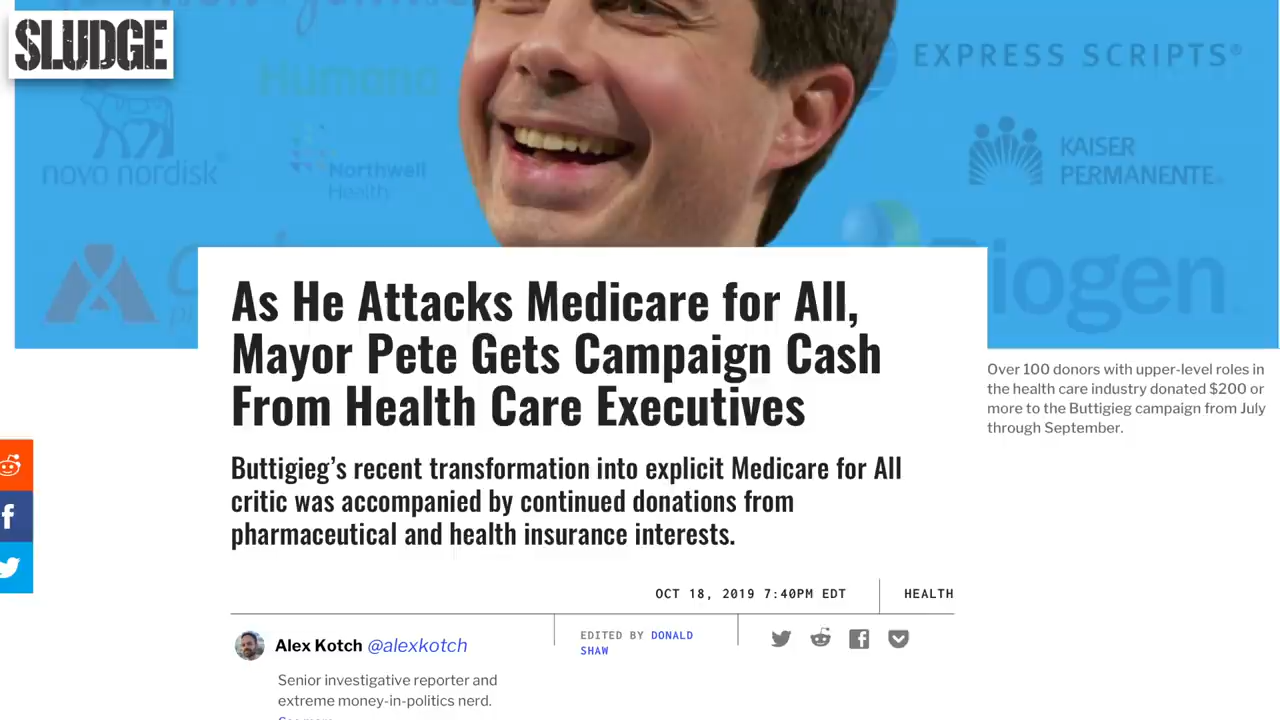 SLUDGE
EXPRESS SCRIPTS®
Humana
novo nordisk®
Northwell
Health
KAISER
PERMANENTE®
Biogen
As He Attacks Medicare for All,
Mayor Pete Gets Campaign Cash
From Health Care Executives
Over 100 donors with upper-level roles in
the health care industry donated $200 or
more to the Buttigieg campaign from July
through September.
Buttigieg’s recent transformation into explicit Medicare for All
critic was accompanied by continued donations from
pharmaceutical and health insurance interests.
OCT 18, 2019 7:40PM EDT
HEALTH
Alex Kotch @alexkotch
EDITED BY DONALD
SHAW
Senior investigative reporter and
extreme money-in-politics nerd.